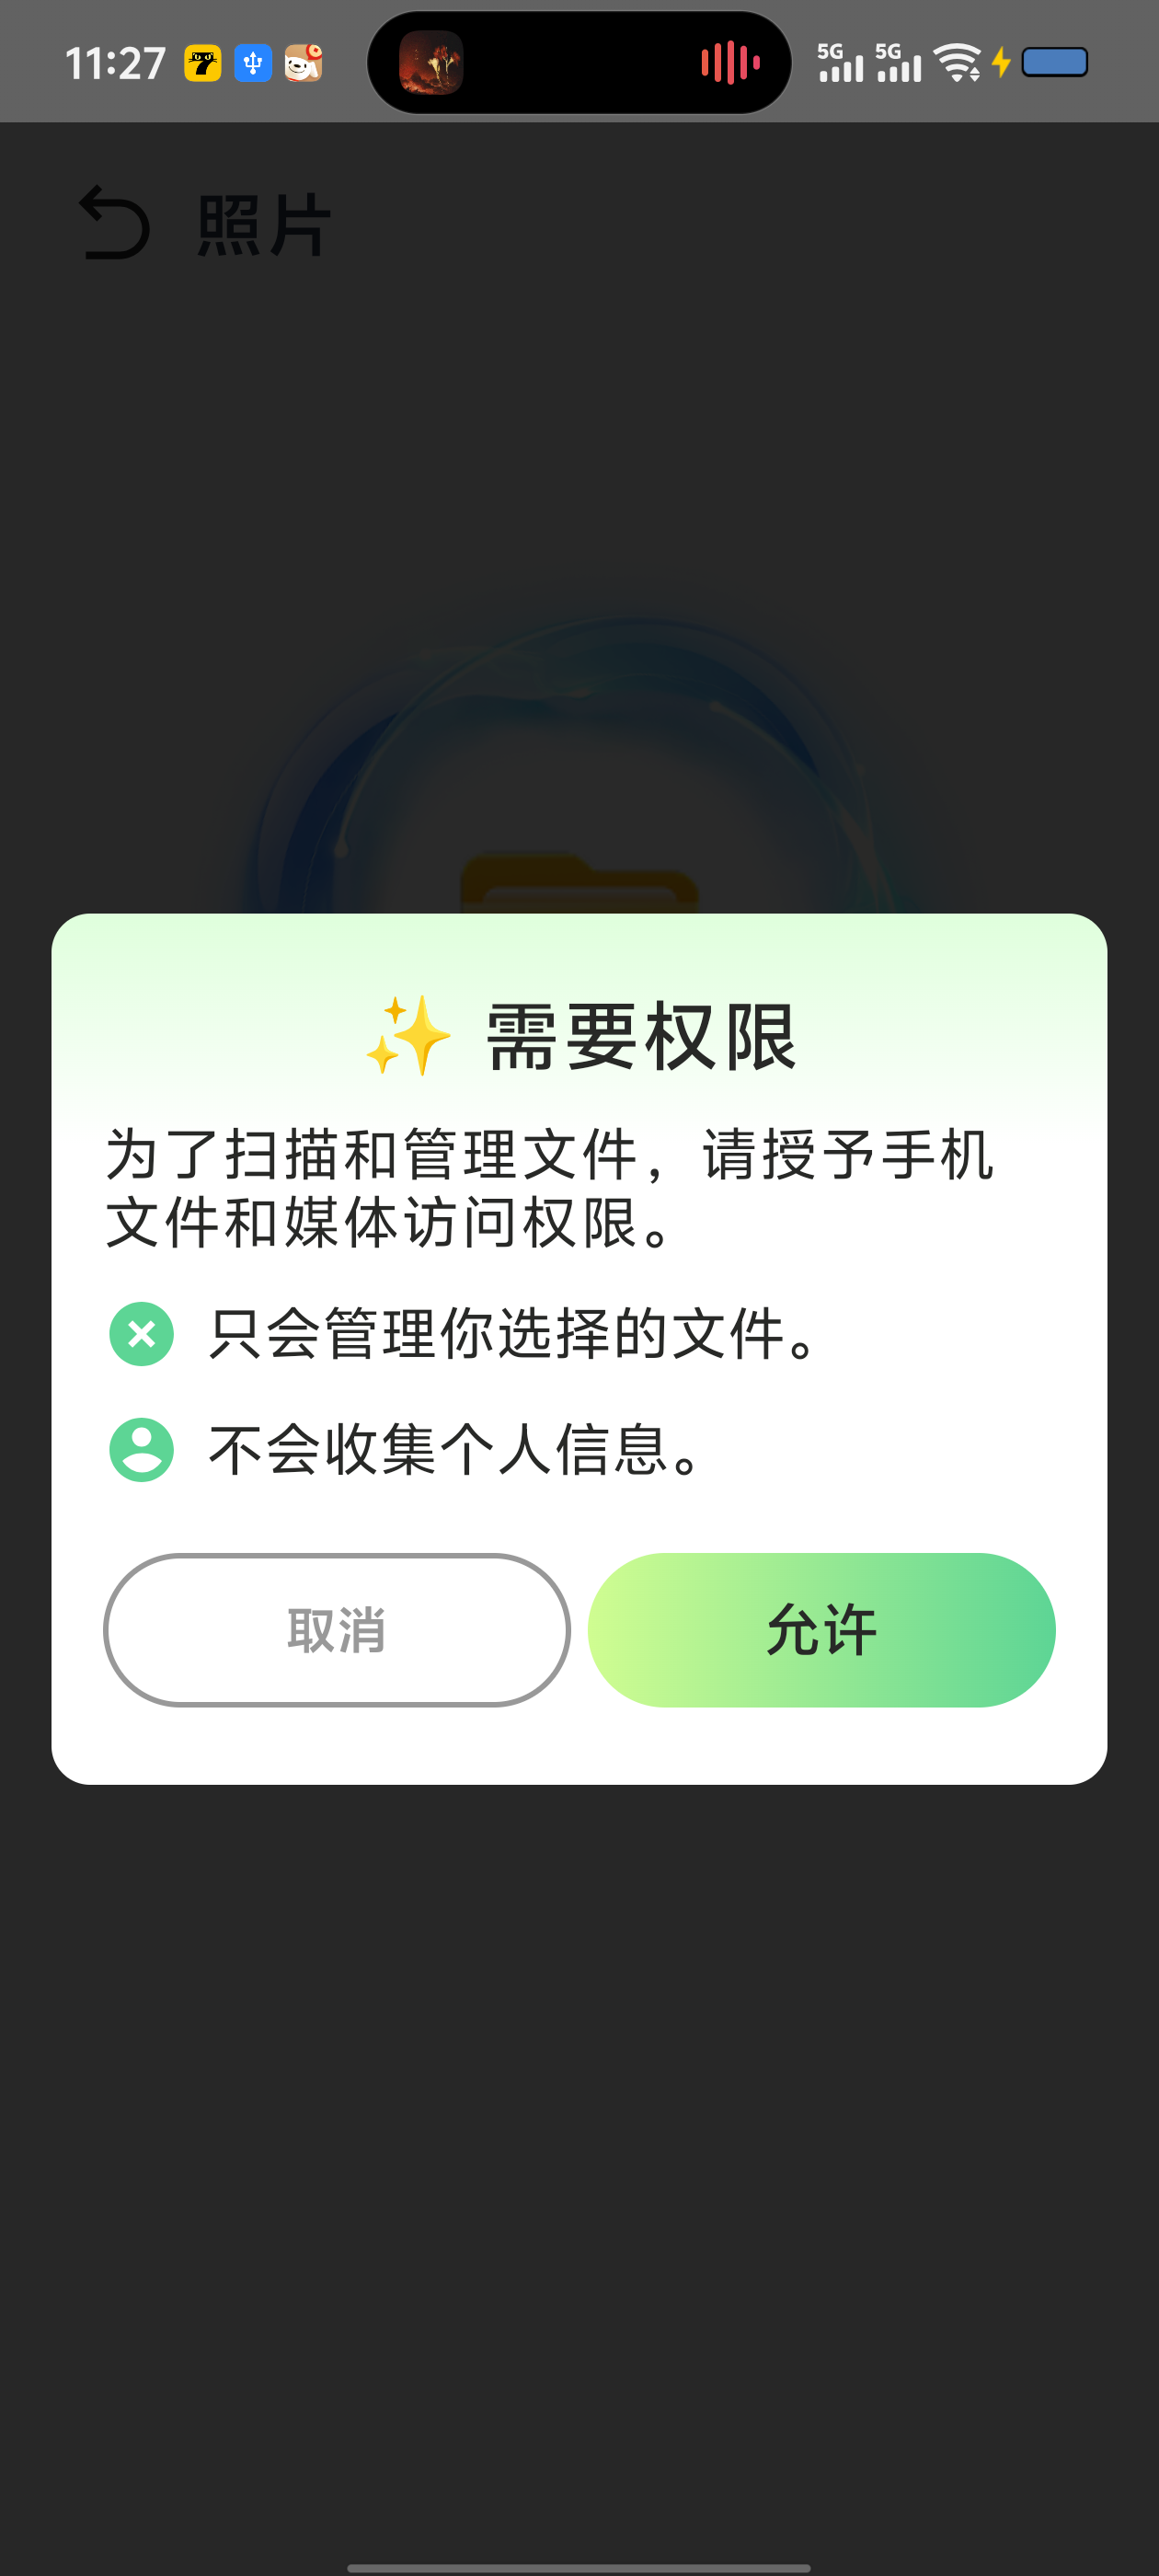 11:27
5G 5G
照片
✨ 需要权限
为了扫描和管理文件，请授予手机
文件和媒体访问权限。
只会管理你选择的文件。
不会收集个人信息。
取消 允许